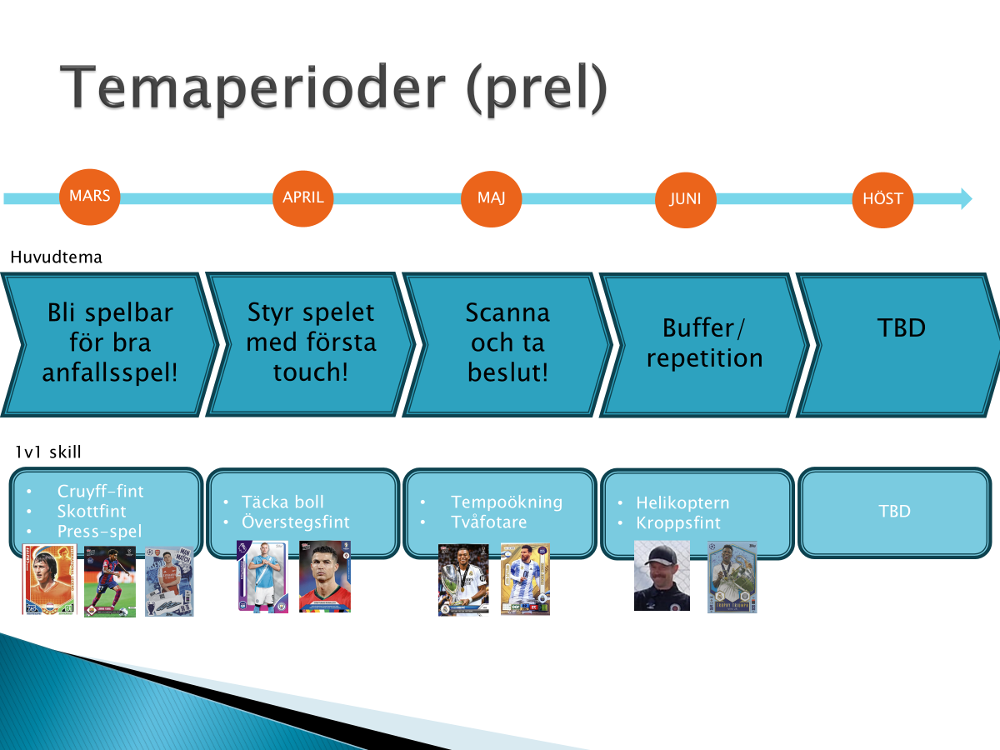 Temaperioder (prel)
MARS
APRIL
MAJ
JUNI
HÖST
Huvudtema
Bli spelbar
för bra
anfallsspel!
Styr spelet
med första
touch!
Scanna
och ta
beslut!
Buffer/
repetition
TBD
1v1 skill
• Cruyff-fint
• Skottfint
• Press-spel
• Täcka boll
• Överstegsfint
• Tempoökning
• Tvåfotare
• Helikoptern
• Kroppsfint
TBD
MAN
MATCH